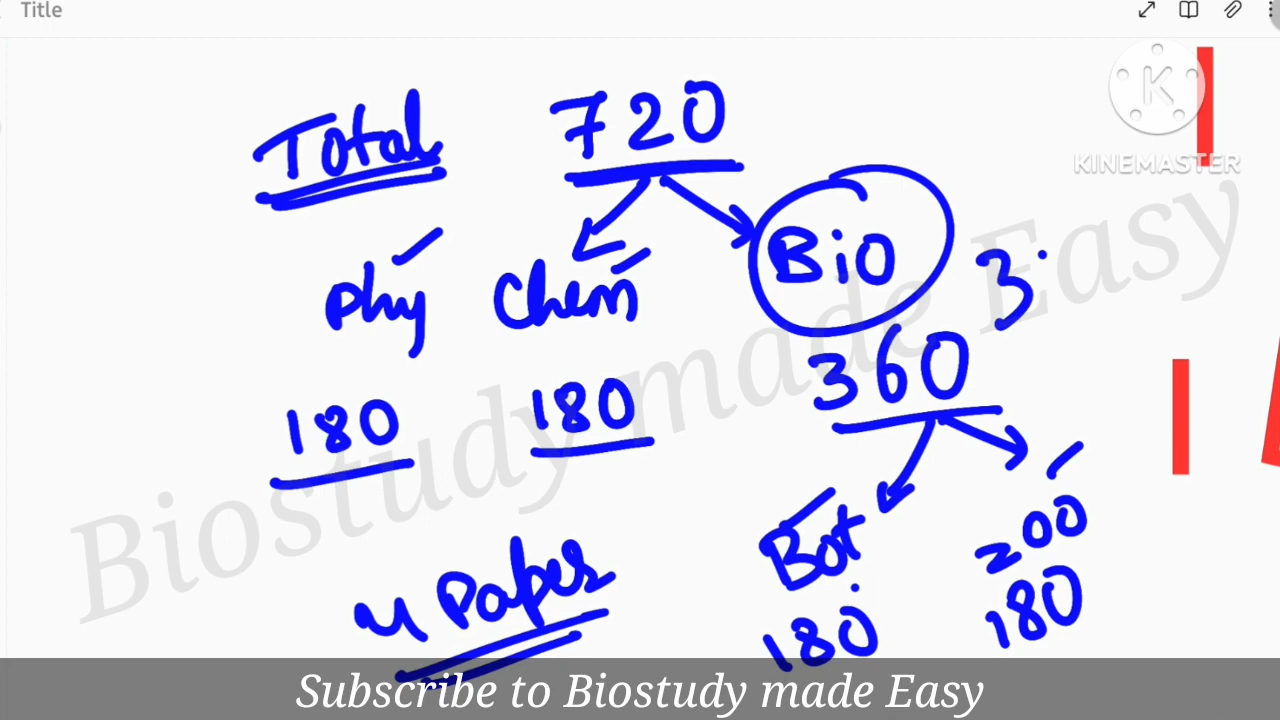 Title
KINEMASTER
Total 720
Phy Chem Bio 3
180 180 360
Bot Zoo
4 Paper 180 180
Biostudy made Easy
Subscribe to Biostudy made Easy